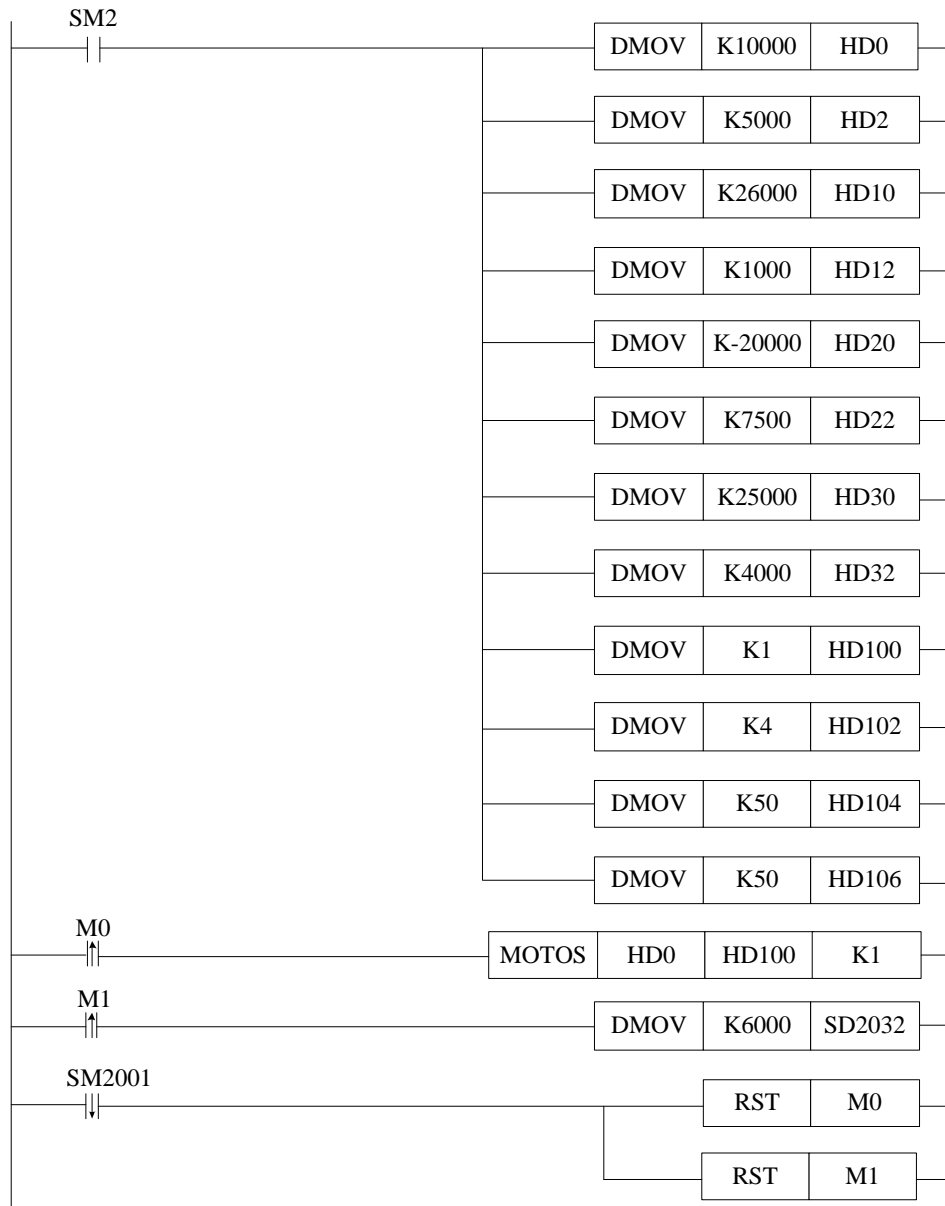 SM2
DMOV K10000 HD0
DMOV K5000 HD2
DMOV K26000 HD10
DMOV K1000 HD12
DMOV K-20000 HD20
DMOV K7500 HD22
DMOV K25000 HD30
DMOV K4000 HD32
DMOV K1 HD100
DMOV K4 HD102
DMOV K50 HD104
DMOV K50 HD106
M0
MOTOS HD0 HD100 K1
M1
DMOV K6000 SD2032
SM2001
RST M0
RST M1